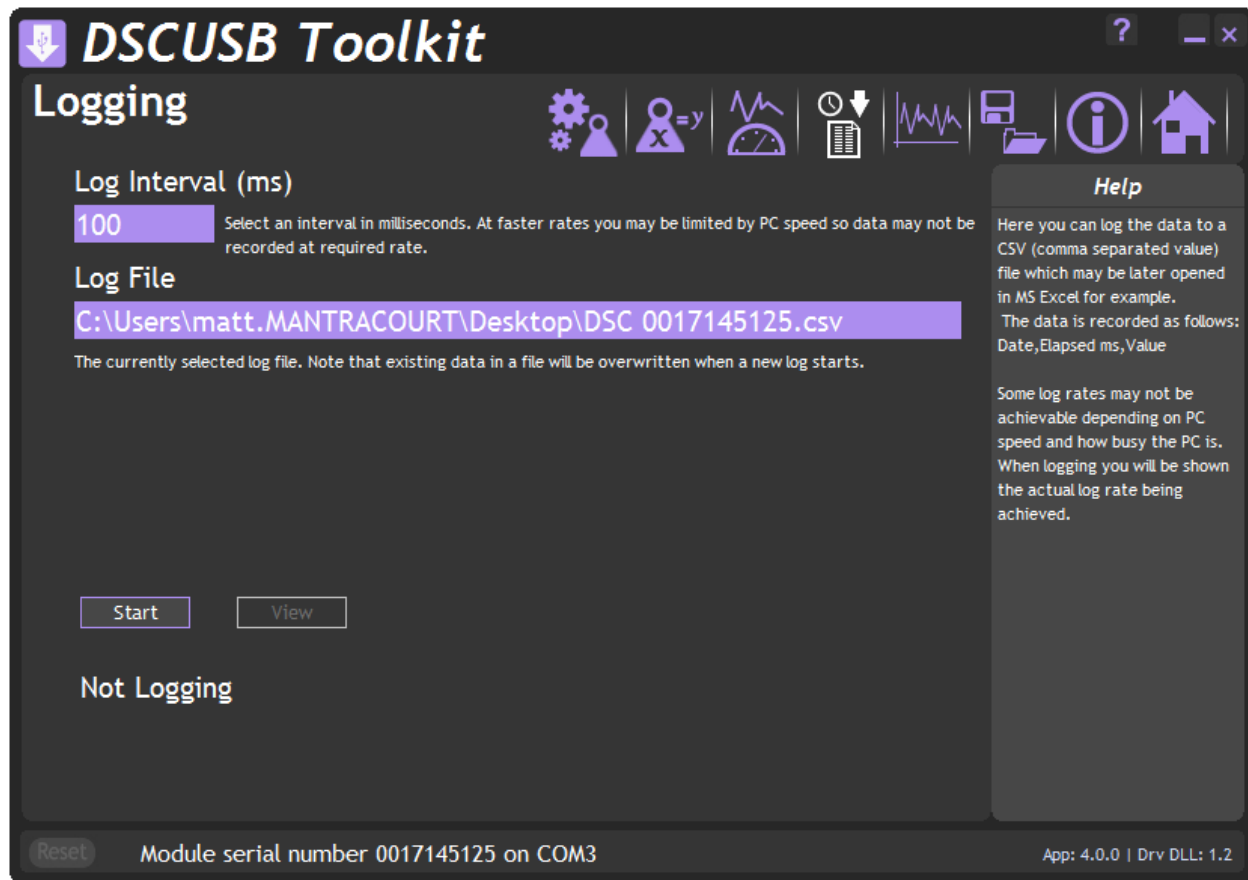 DSCUSB Toolkit
?
Logging
x
=y
Log Interval (ms)
100
Select an interval in milliseconds. At faster rates you may be limited by PC speed so data may not be
recorded at required rate.
Log File
C:\Users\matt.MANTRACOURT\Desktop\DSC 0017145125.csv
The currently selected log file. Note that existing data in a file will be overwritten when a new log starts.
Start
View
Not Logging
Help
Here you can log the data to a
CSV (comma separated value)
file which may be later opened
in MS Excel for example.
The data is recorded as follows:
Date,Elapsed ms,Value
Some log rates may not be
achievable depending on PC
speed and how busy the PC is.
When logging you will be shown
the actual log rate being
achieved.
Reset
Module serial number 0017145125 on COM3
App: 4.0.0 | Drv DLL: 1.2